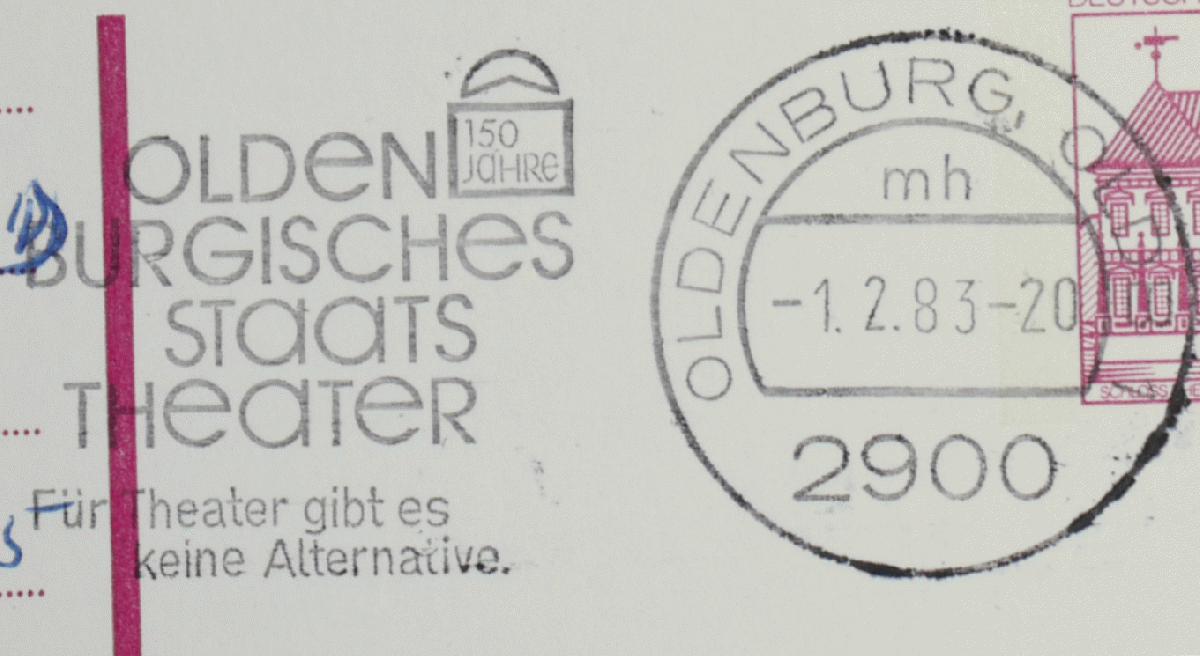 150
JaHRe
OLDeN
BURGISCHeS
STaaTS
THeaTeR
Für Theater gibt es
keine Alternative.
OLDENBURG, OLD
mh
-1.2.83-20
2900